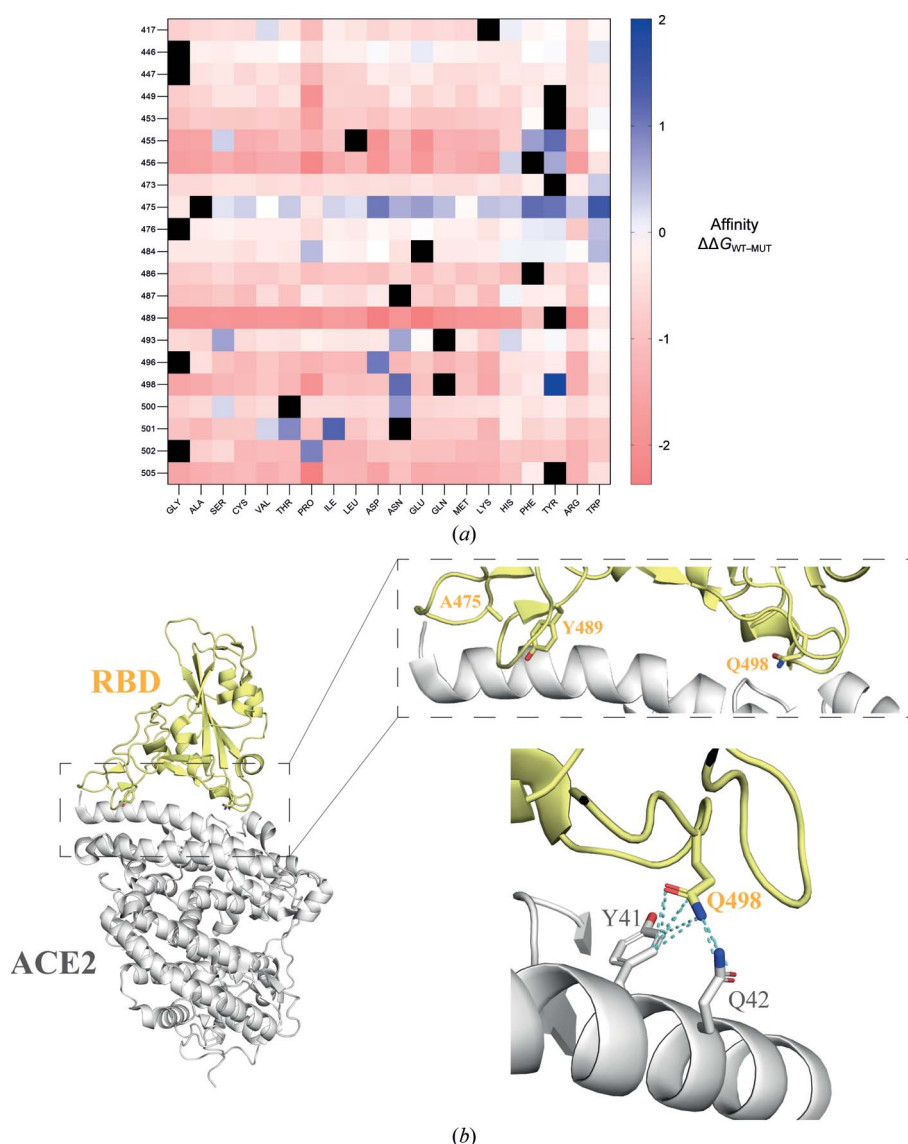 417
446
447
449
453
455
456
473
475
476
484
486
487
489
493
496
498
500
501
502
505
GLY ALA SER CYS VAL THR PRO ILE LEU ASP ASN GLU GLN MET LYS HIS PHE TYR ARG TRP
2
1
0
-1
-2
Affinity
ΔΔG WT–MUT
(a)
RBD
ACE2
A475
Y489
Q498
Q498
Y41
Q42
(b)